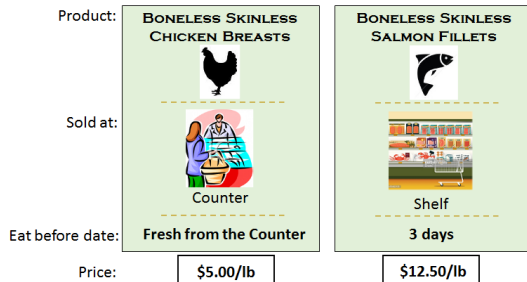 Product:
BONELESS SKINLESS
CHICKEN BREASTS
BONELESS SKINLESS
SALMON FILLETS
Sold at:
Counter
Shelf
Eat before date:
Fresh from the Counter
3 days
Price:
$5.00/lb
$12.50/lb